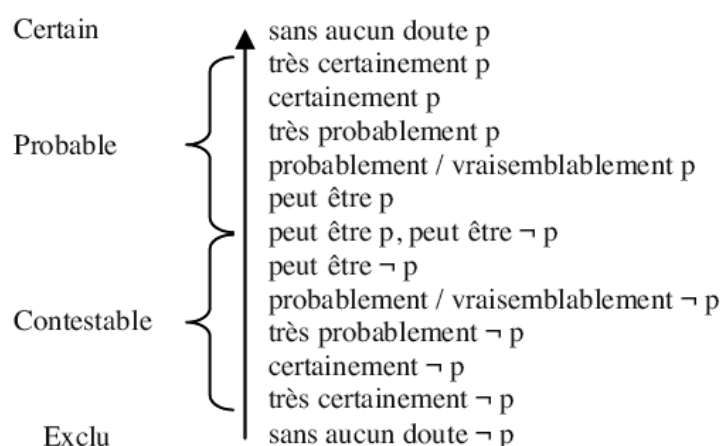 Certain sans aucun doute p
très certainement p
certainement p
très probablement p
Probable
probablement / vraisemblablement p
peut être p
peut être p, peut être ¬ p
peut être ¬ p
probablement / vraisemblablement ¬ p
Contestable
très probablement ¬ p
certainement ¬ p
très certainement ¬ p
Exclu sans aucun doute ¬ p